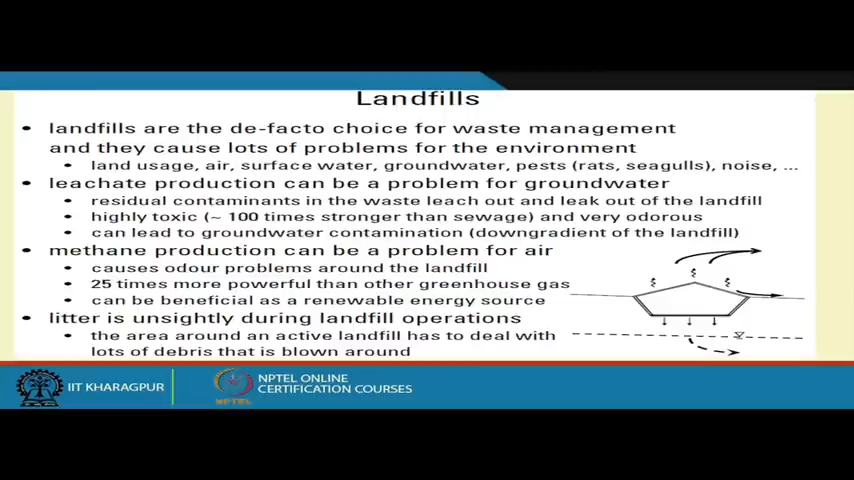 Landfills
• landfills are the de-facto choice for waste management
and they cause lots of problems for the environment
• land usage, air, surface water, groundwater, pests (rats, seagulls), noise, ...
• leachate production can be a problem for groundwater
• residual contaminants in the waste leach out and leak out of the landfill
• highly toxic (~ 100 times stronger than sewage) and very odorous
• can lead to groundwater contamination (downgradient of the landfill)
• methane production can be a problem for air
• causes odour problems around the landfill
• 25 times more powerful than other greenhouse gas
• can be beneficial as a renewable energy source
• litter is unsightly during landfill operations
• the area around an active landfill has to deal with
lots of debris that is blown around
IIT KHARAGPUR
NPTEL
NPTEL ONLINE
CERTIFICATION COURSES